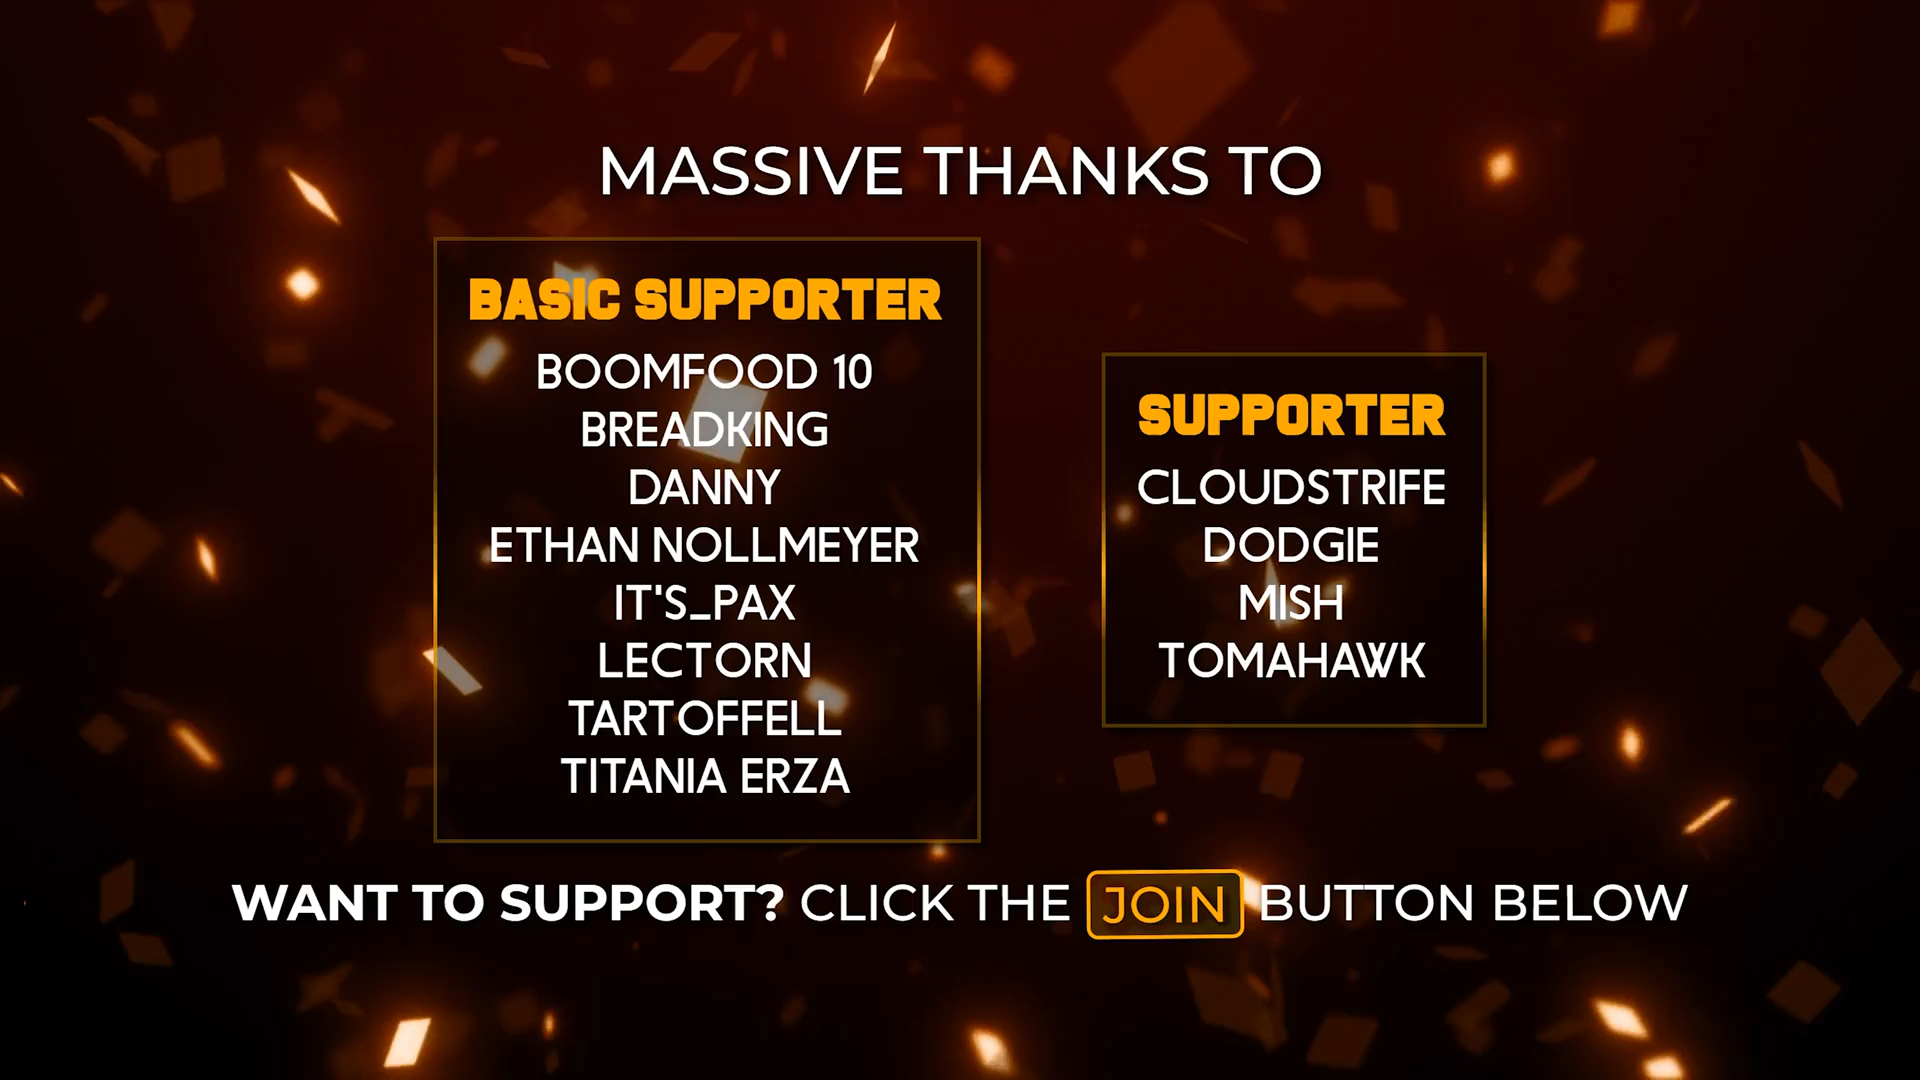 MASSIVE THANKS TO
BASIC SUPPORTER
BOOMFOOD 10
BREADKING
DANNY
ETHAN NOLLMEYER
IT'S_PAX
LECTORN
TARTOFFELL
TITANIA ERZA
SUPPORTER
CLOUDSTRIFE
DODGIE
MISH
TOMAHAWK
WANT TO SUPPORT? CLICK THE JOIN BUTTON BELOW